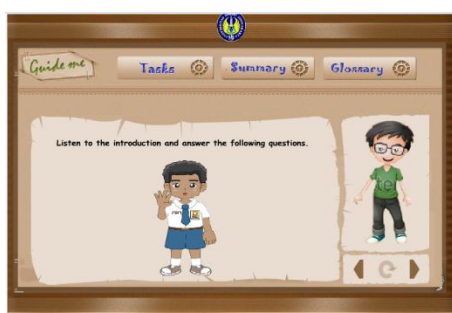 Guide me
Tasks
Summary
Glossary
Listen to the introduction and answer the following questions.